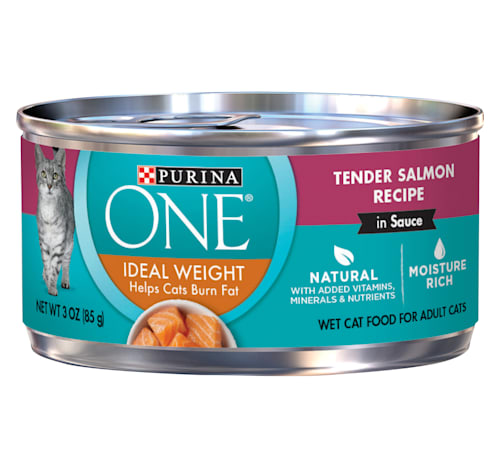 PURINA
ONE®
IDEAL WEIGHT
Helps Cats Burn Fat
NET WT 3 OZ (85 g)
TENDER SALMON
RECIPE
in Sauce
NATURAL
WITH ADDED VITAMINS,
MINERALS & NUTRIENTS
MOISTURE
RICH
WET CAT FOOD FOR ADULT CATS